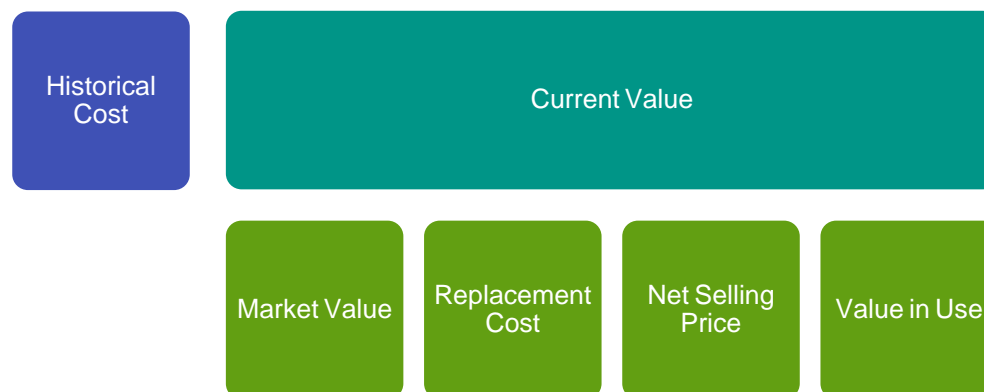 Historical
Cost
Current Value
Market Value
Replacement
Cost
Net Selling
Price
Value in Use